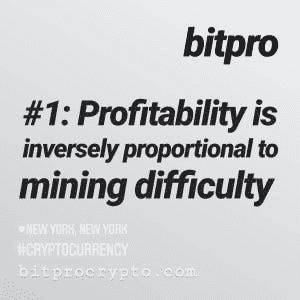 bitpro
#1: Profitability is
inversely proportional to
mining difficulty
NEW YORK, NEW YORK
#CRYPTOCURRENCY
bitprocrypto.com